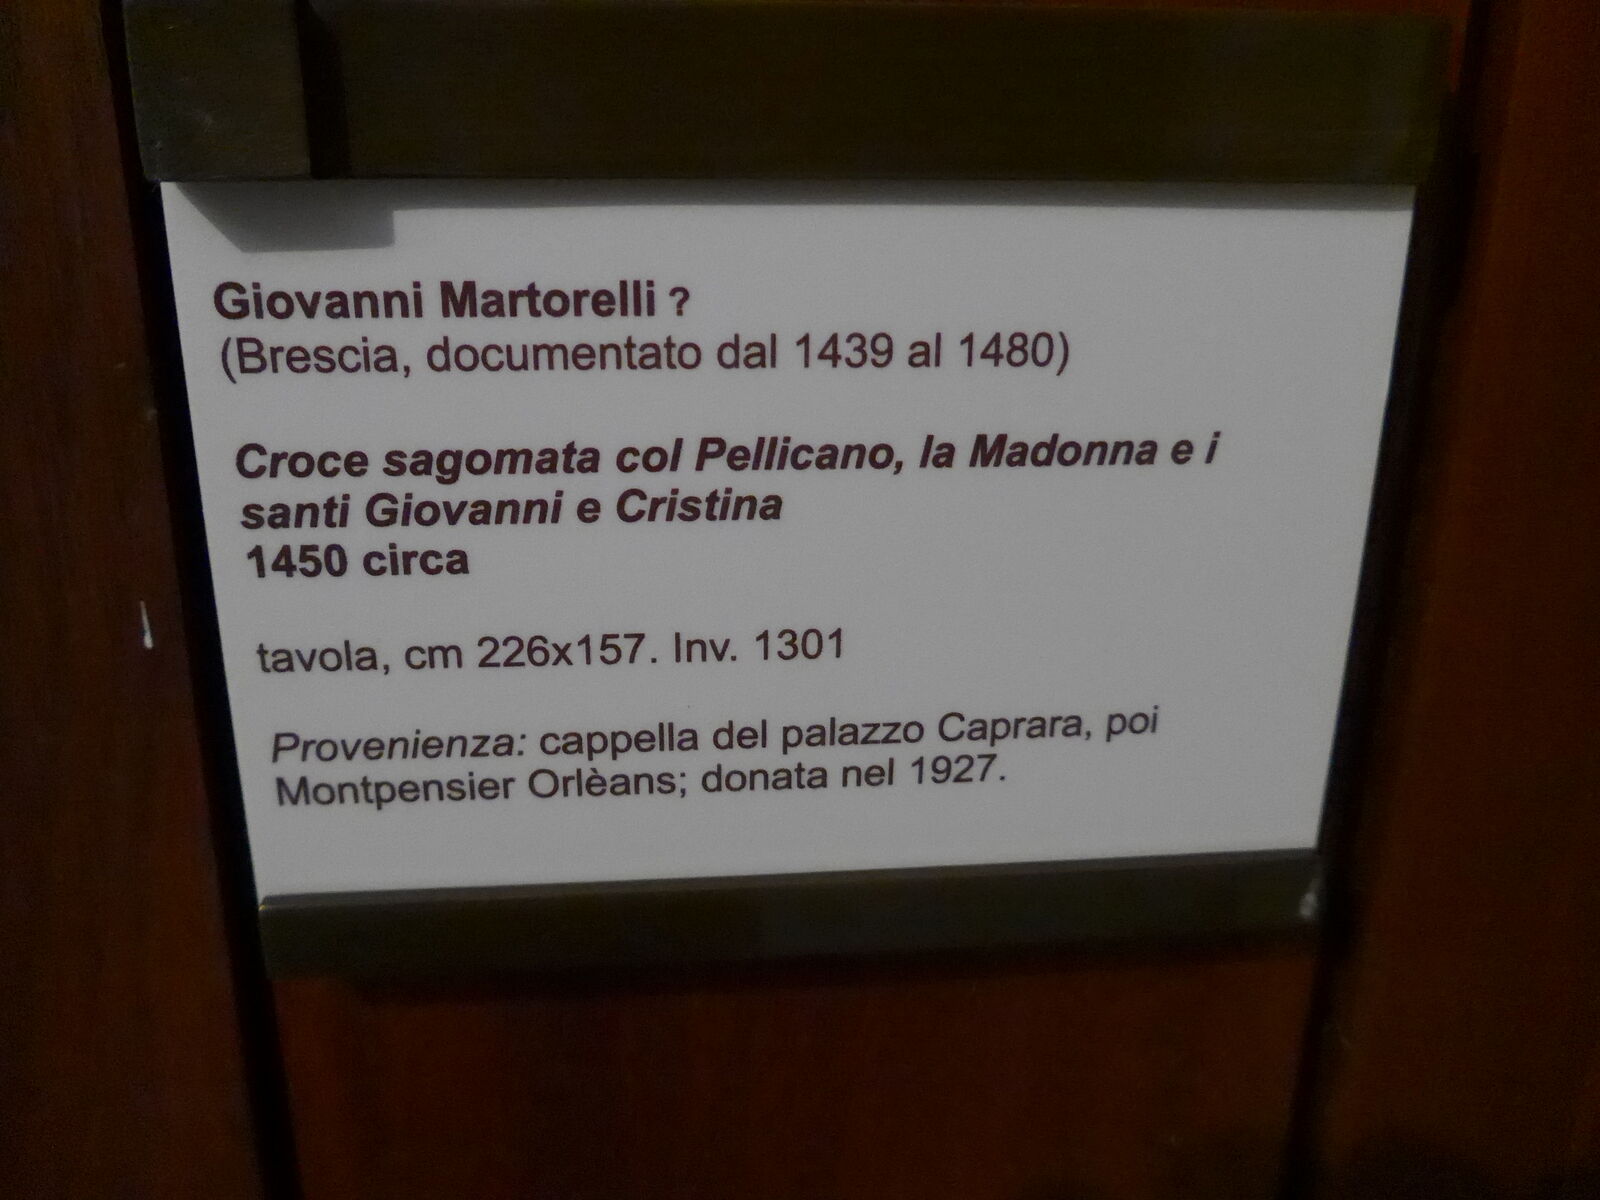 Giovanni Martorelli ?
(Brescia, documentato dal 1439 al 1480)
Croce sagomata col Pellicano, la Madonna e i
santi Giovanni e Cristina
1450 circa
tavola, cm 226x157. Inv. 1301
Provenienza: cappella del palazzo Caprara, poi
Montpensier Orlèans; donata nel 1927.